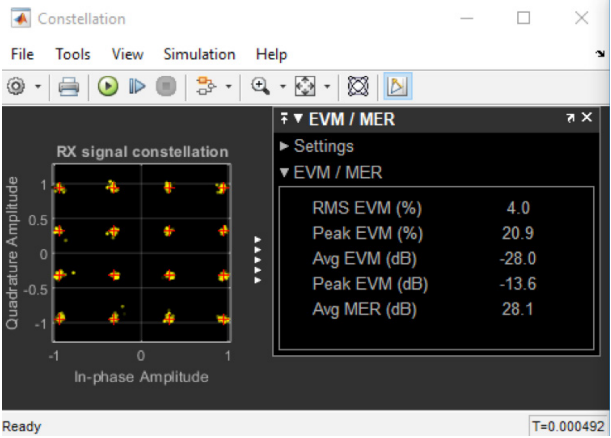 Constellation
File Tools View Simulation Help
EVM / MER
Settings
EVM / MER
RX signal constellation
Quadrature Amplitude
1
0.5
0
-0.5
-1
-1 0 1
In-phase Amplitude
RMS EVM (%) 4.0
Peak EVM (%) 20.9
Avg EVM (dB) -28.0
Peak EVM (dB) -13.6
Avg MER (dB) 28.1
Ready T=0.000492